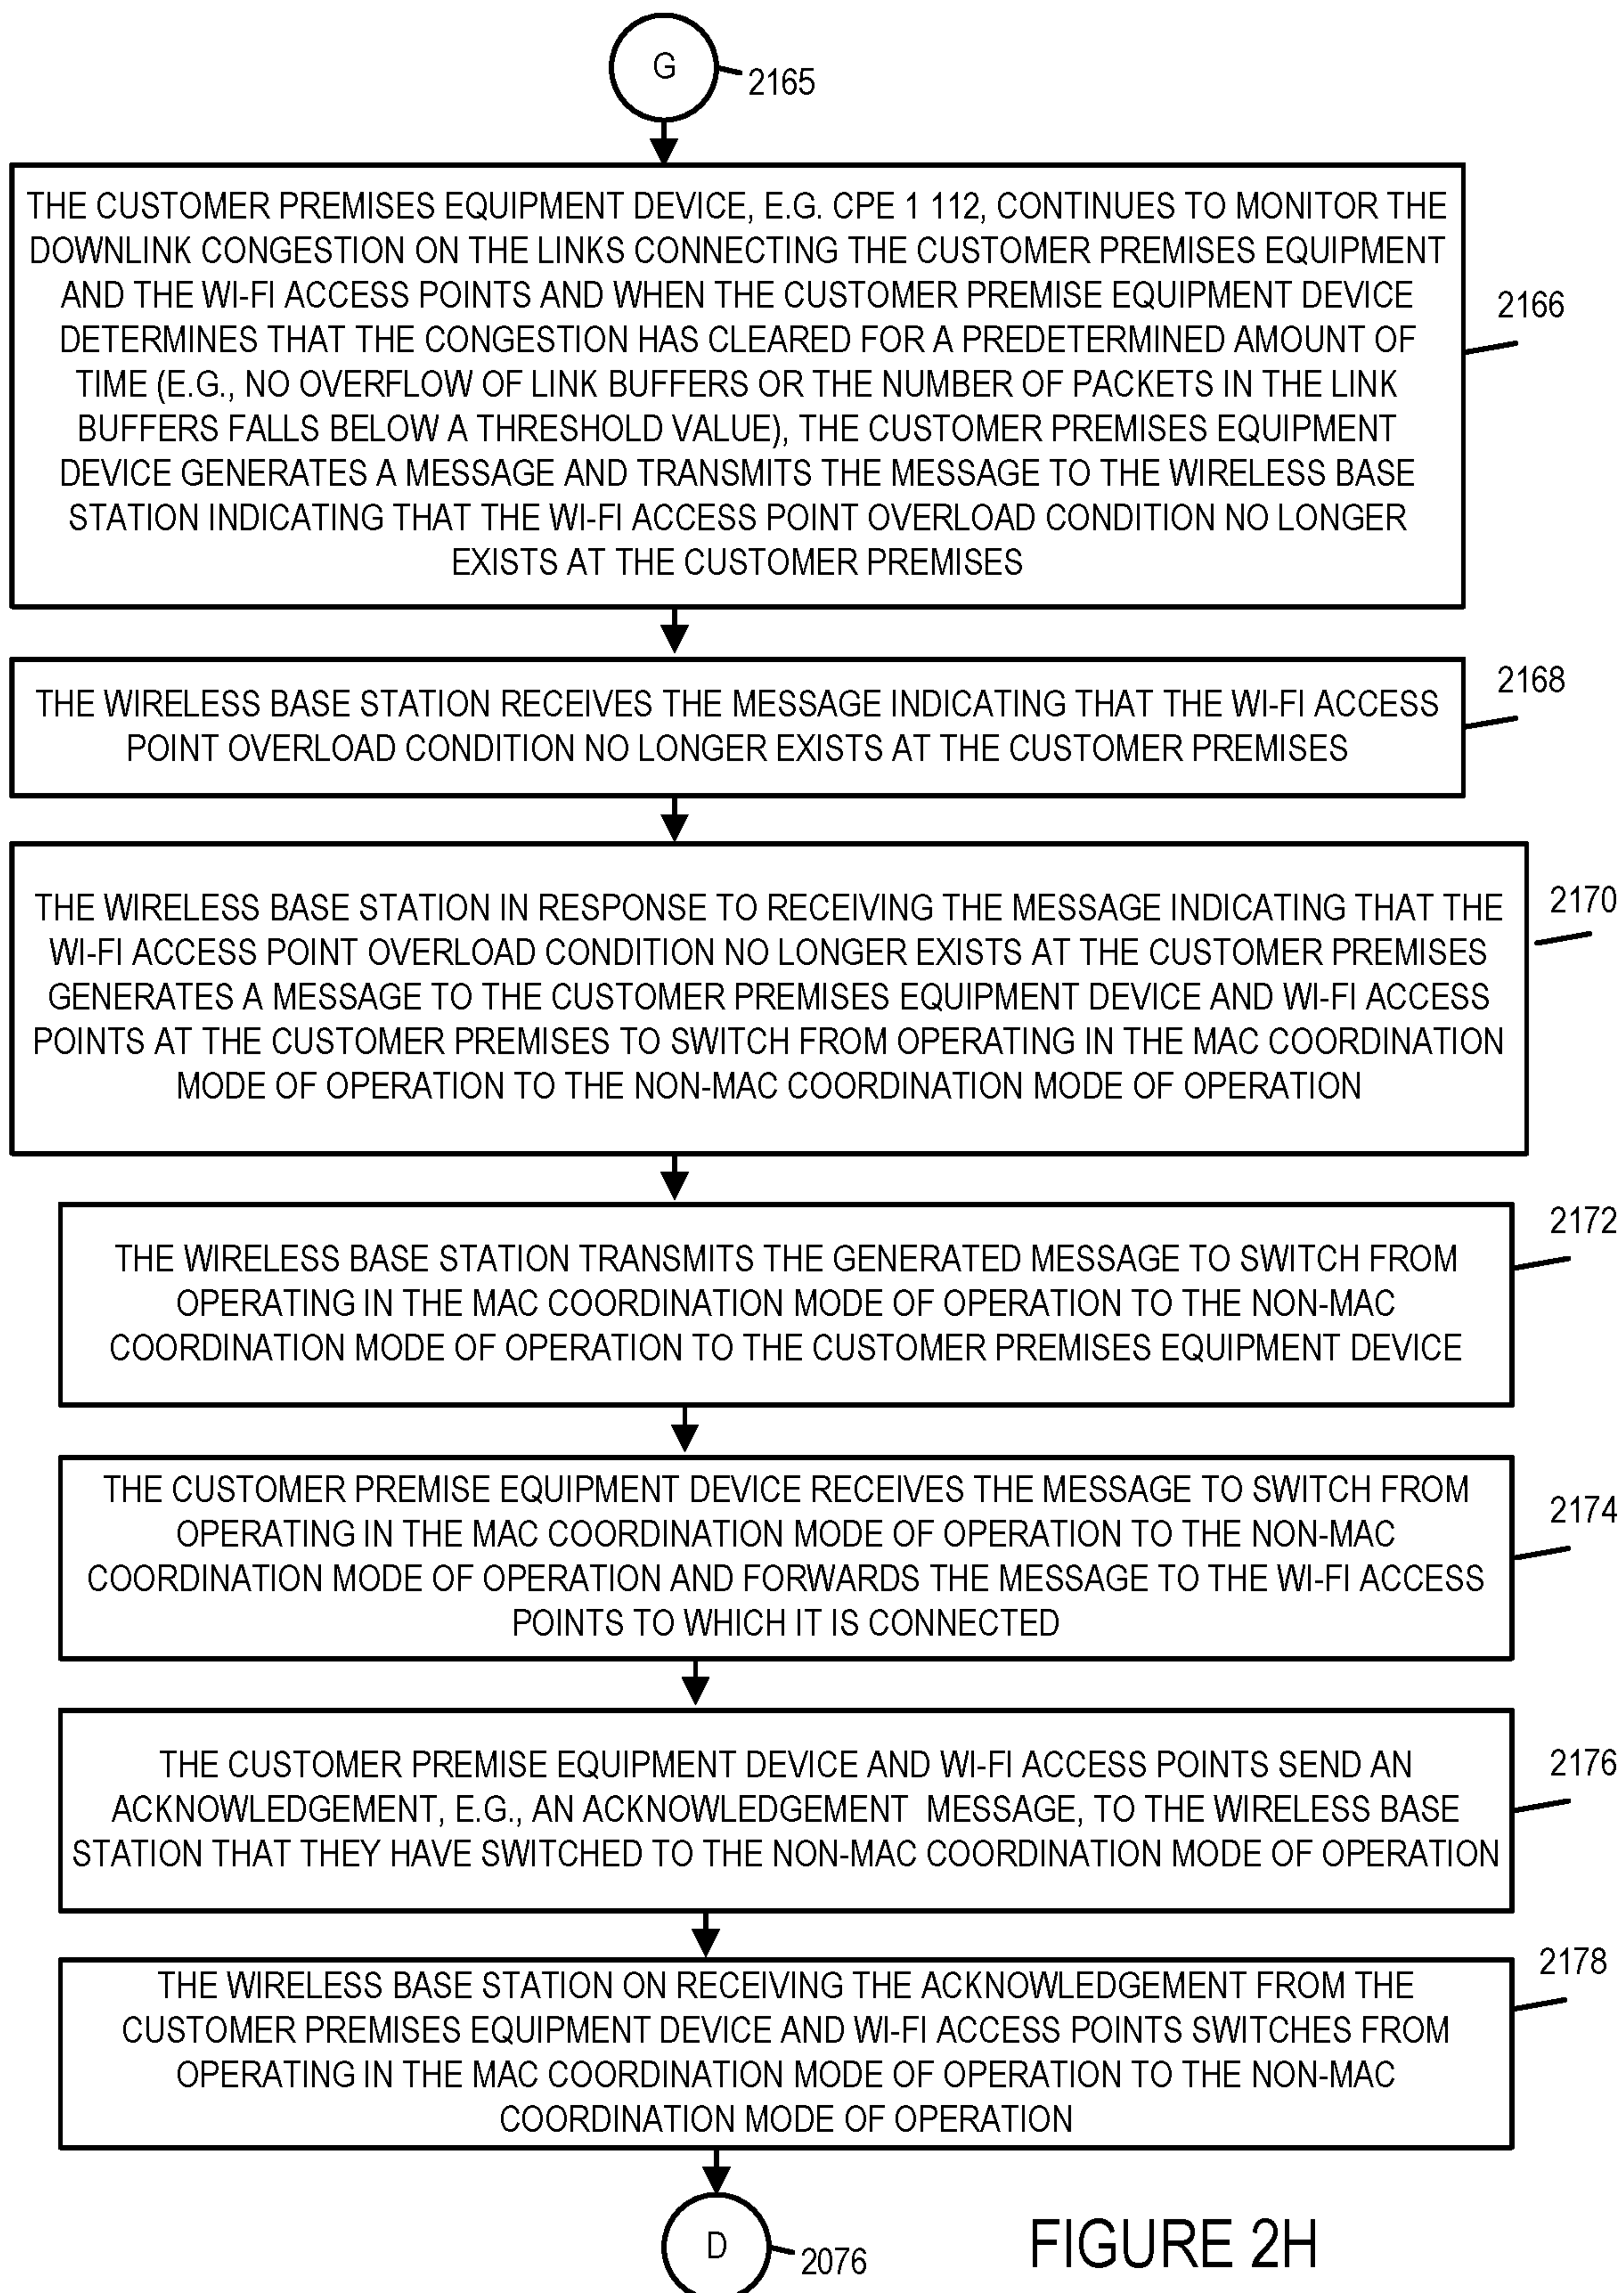 G
2165
THE CUSTOMER PREMISES EQUIPMENT DEVICE, E.G. CPE 1 112, CONTINUES TO MONITOR THE
DOWNLINK CONGESTION ON THE LINKS CONNECTING THE CUSTOMER PREMISES EQUIPMENT
AND THE WI-FI ACCESS POINTS AND WHEN THE CUSTOMER PREMISE EQUIPMENT DEVICE
DETERMINES THAT THE CONGESTION HAS CLEARED FOR A PREDETERMINED AMOUNT OF
TIME (E.G., NO OVERFLOW OF LINK BUFFERS OR THE NUMBER OF PACKETS IN THE LINK
BUFFERS FALLS BELOW A THRESHOLD VALUE), THE CUSTOMER PREMISES EQUIPMENT
DEVICE GENERATES A MESSAGE AND TRANSMITS THE MESSAGE TO THE WIRELESS BASE
STATION INDICATING THAT THE WI-FI ACCESS POINT OVERLOAD CONDITION NO LONGER
EXISTS AT THE CUSTOMER PREMISES
2166
THE WIRELESS BASE STATION RECEIVES THE MESSAGE INDICATING THAT THE WI-FI ACCESS
POINT OVERLOAD CONDITION NO LONGER EXISTS AT THE CUSTOMER PREMISES
2168
THE WIRELESS BASE STATION IN RESPONSE TO RECEIVING THE MESSAGE INDICATING THAT THE
WI-FI ACCESS POINT OVERLOAD CONDITION NO LONGER EXISTS AT THE CUSTOMER PREMISES
GENERATES A MESSAGE TO THE CUSTOMER PREMISES EQUIPMENT DEVICE AND WI-FI ACCESS
POINTS AT THE CUSTOMER PREMISES TO SWITCH FROM OPERATING IN THE MAC COORDINATION
MODE OF OPERATION TO THE NON-MAC COORDINATION MODE OF OPERATION
2170
THE WIRELESS BASE STATION TRANSMITS THE GENERATED MESSAGE TO SWITCH FROM
OPERATING IN THE MAC COORDINATION MODE OF OPERATION TO THE NON-MAC
COORDINATION MODE OF OPERATION TO THE CUSTOMER PREMISES EQUIPMENT DEVICE
2172
THE CUSTOMER PREMISE EQUIPMENT DEVICE RECEIVES THE MESSAGE TO SWITCH FROM
OPERATING IN THE MAC COORDINATION MODE OF OPERATION TO THE NON-MAC
COORDINATION MODE OF OPERATION AND FORWARDS THE MESSAGE TO THE WI-FI ACCESS
POINTS TO WHICH IT IS CONNECTED
2174
THE CUSTOMER PREMISE EQUIPMENT DEVICE AND WI-FI ACCESS POINTS SEND AN
ACKNOWLEDGEMENT, E.G., AN ACKNOWLEDGEMENT MESSAGE, TO THE WIRELESS BASE
STATION THAT THEY HAVE SWITCHED TO THE NON-MAC COORDINATION MODE OF OPERATION
2176
THE WIRELESS BASE STATION ON RECEIVING THE ACKNOWLEDGEMENT FROM THE
CUSTOMER PREMISES EQUIPMENT DEVICE AND WI-FI ACCESS POINTS SWITCHES FROM
OPERATING IN THE MAC COORDINATION MODE OF OPERATION TO THE NON-MAC
COORDINATION MODE OF OPERATION
2178
D
2076
FIGURE 2H